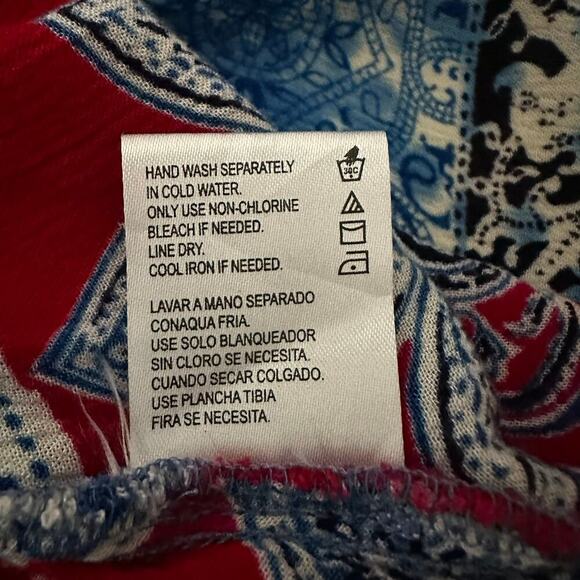 HAND WASH SEPARATELY
IN COLD WATER.
ONLY USE NON-CHLORINE
BLEACH IF NEEDED.
LINE DRY.
COOL IRON IF NEEDED.
30C
LAVAR A MANO SEPARADO
CONAQUA FRIA.
USE SOLO BLANQUEADOR
SIN CLORO SE NECESITA.
CUANDO SECAR COLGADO.
USE PLANCHA TIBIA
FIRA SE NECESITA.